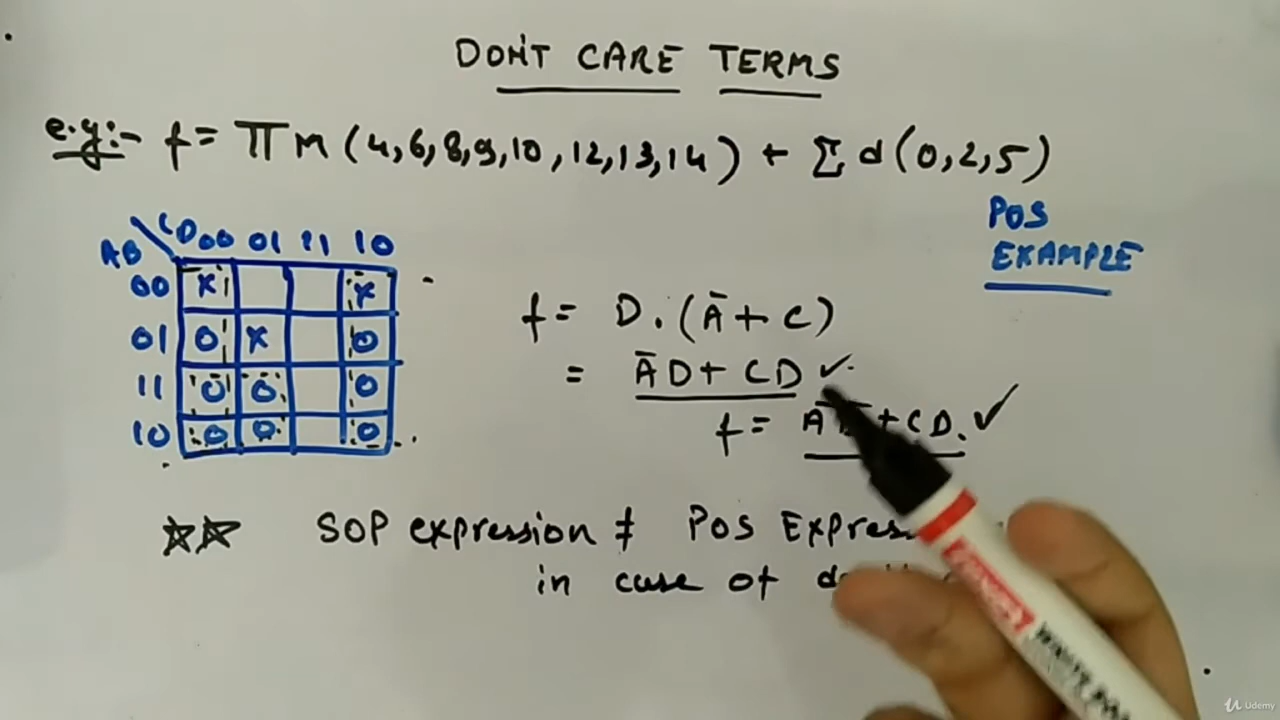 DON'T CARE TERMS
e.g:- f = ΠM (4,6,8,9,10,12,13,14) + Σd(0,2,5)
POS
EXAMPLE
CD
AB 00 01 11 10
00 X X
01 0 X 0
11 0 0 0
10 0 0 0
f = D.(Ā+C)
= ĀD+CD ✓
f = +CD. ✓
☆☆ SOP expression ≠ POS
in case of
Udemy